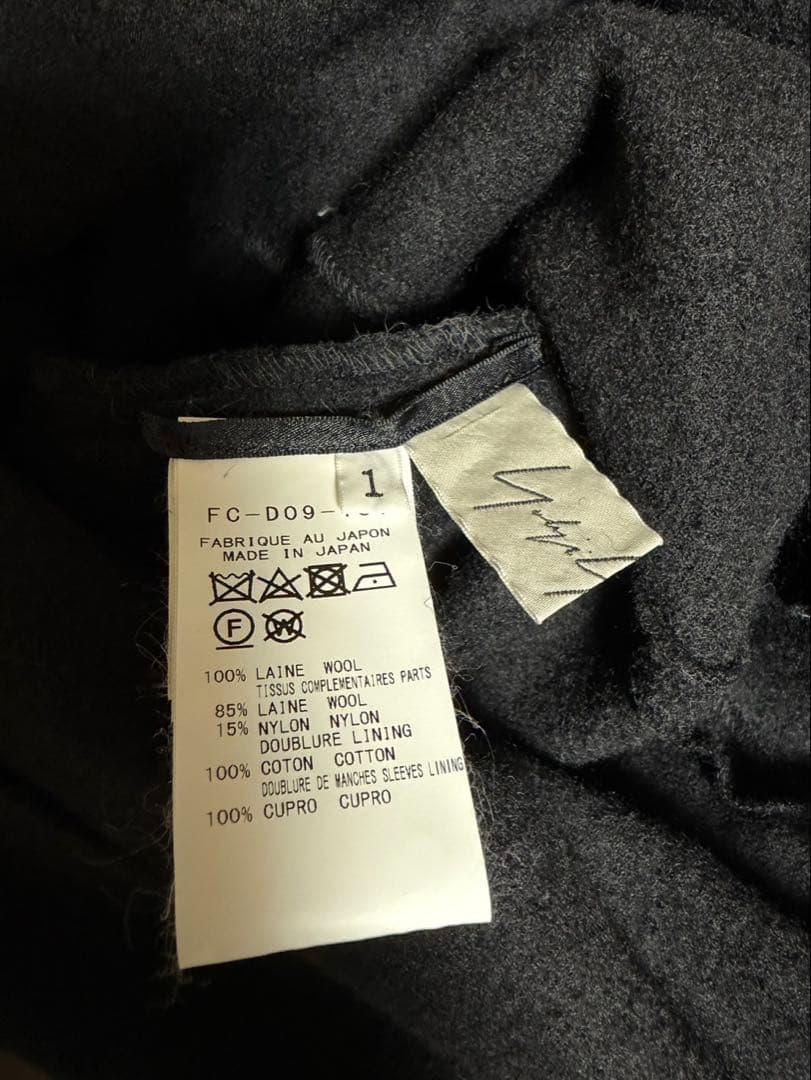 1
FC-D09-
FABRIQUE AU JAPON
MADE IN JAPAN
F
W
100% LAINE WOOL
TISSUS COMPLEMENTAIRES PARTS
85% LAINE WOOL
15% NYLON NYLON
DOUBLURE LINING
100% COTON COTTON
DOUBLURE DE MANCHES SLEEVES LINING
100% CUPRO CUPRO